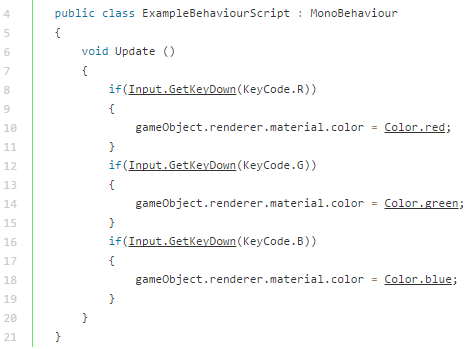 4 public class ExampleBehaviourScript : MonoBehaviour
5 {
6     void Update ()
7     {
8         if(Input.GetKeyDown(KeyCode.R))
9         {
10             gameObject.renderer.material.color = Color.red;
11         }
12         if(Input.GetKeyDown(KeyCode.G))
13         {
14             gameObject.renderer.material.color = Color.green;
15         }
16         if(Input.GetKeyDown(KeyCode.B))
17         {
18             gameObject.renderer.material.color = Color.blue;
19         }
20     }
21 }